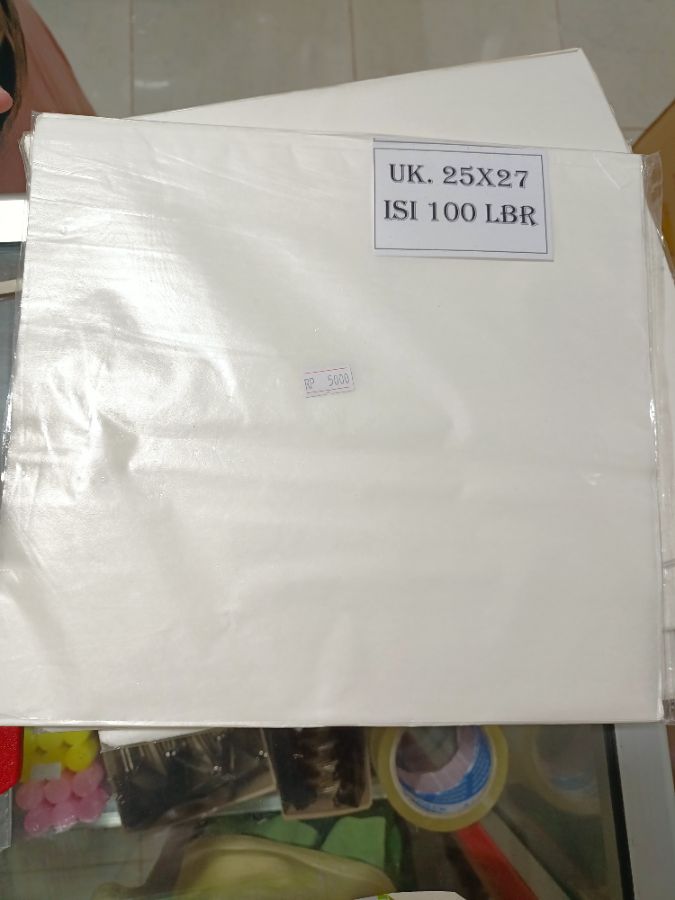 UK. 25X27
ISI 100 LBR
RP 5000